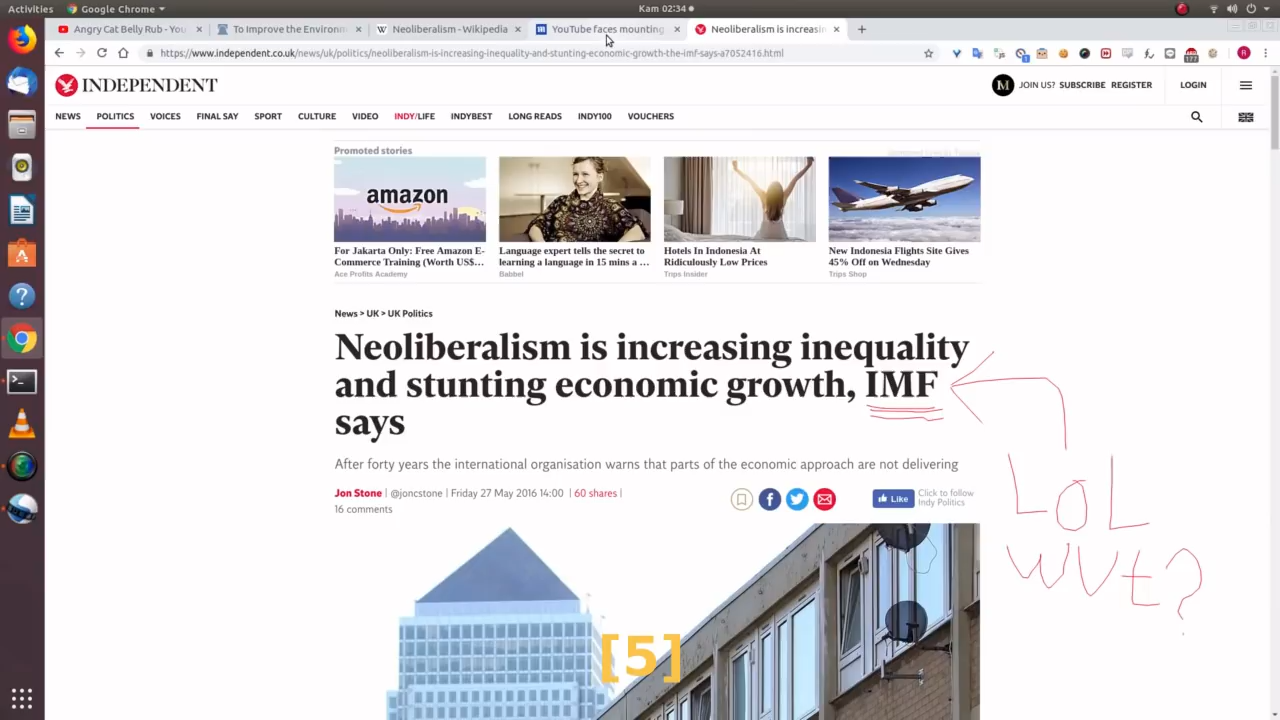 Activities
Google Chrome
Kam 02:34
Angry Cat Belly Rub - You
To Improve the Environmen
Neoliberalism - Wikipedia
YouTube faces mounting
Neoliberalism is increasin
https://www.independent.co.uk/news/uk/politics/neoliberalism-is-increasing-inequality-and-stunting-economic-growth-the-imf-says-a7052416.html
1
177
R
INDEPENDENT
M
JOIN US? SUBSCRIBE REGISTER
LOGIN
NEWS POLITICS VOICES FINAL SAY SPORT CULTURE VIDEO INDY/LIFE INDYBEST LONG READS INDY100 VOUCHERS
Promoted stories
amazon
For Jakarta Only: Free Amazon E-
Commerce Training (Worth US$…
Ace Profits Academy
Language expert tells the secret to
learning a language in 15 mins a …
Babbel
Hotels In Indonesia At
Ridiculously Low Prices
Trips Insider
New Indonesia Flights Site Gives
45% Off on Wednesday
Trips Shop
News > UK > UK Politics
Neoliberalism is increasing inequality
and stunting economic growth, IMF
says
After forty years the international organisation warns that parts of the economic approach are not delivering
Jon Stone | @joncstone | Friday 27 May 2016 14:00 | 60 shares |
16 comments
Like
Click to follow
Indy Politics
LOL
WUt?
[5]